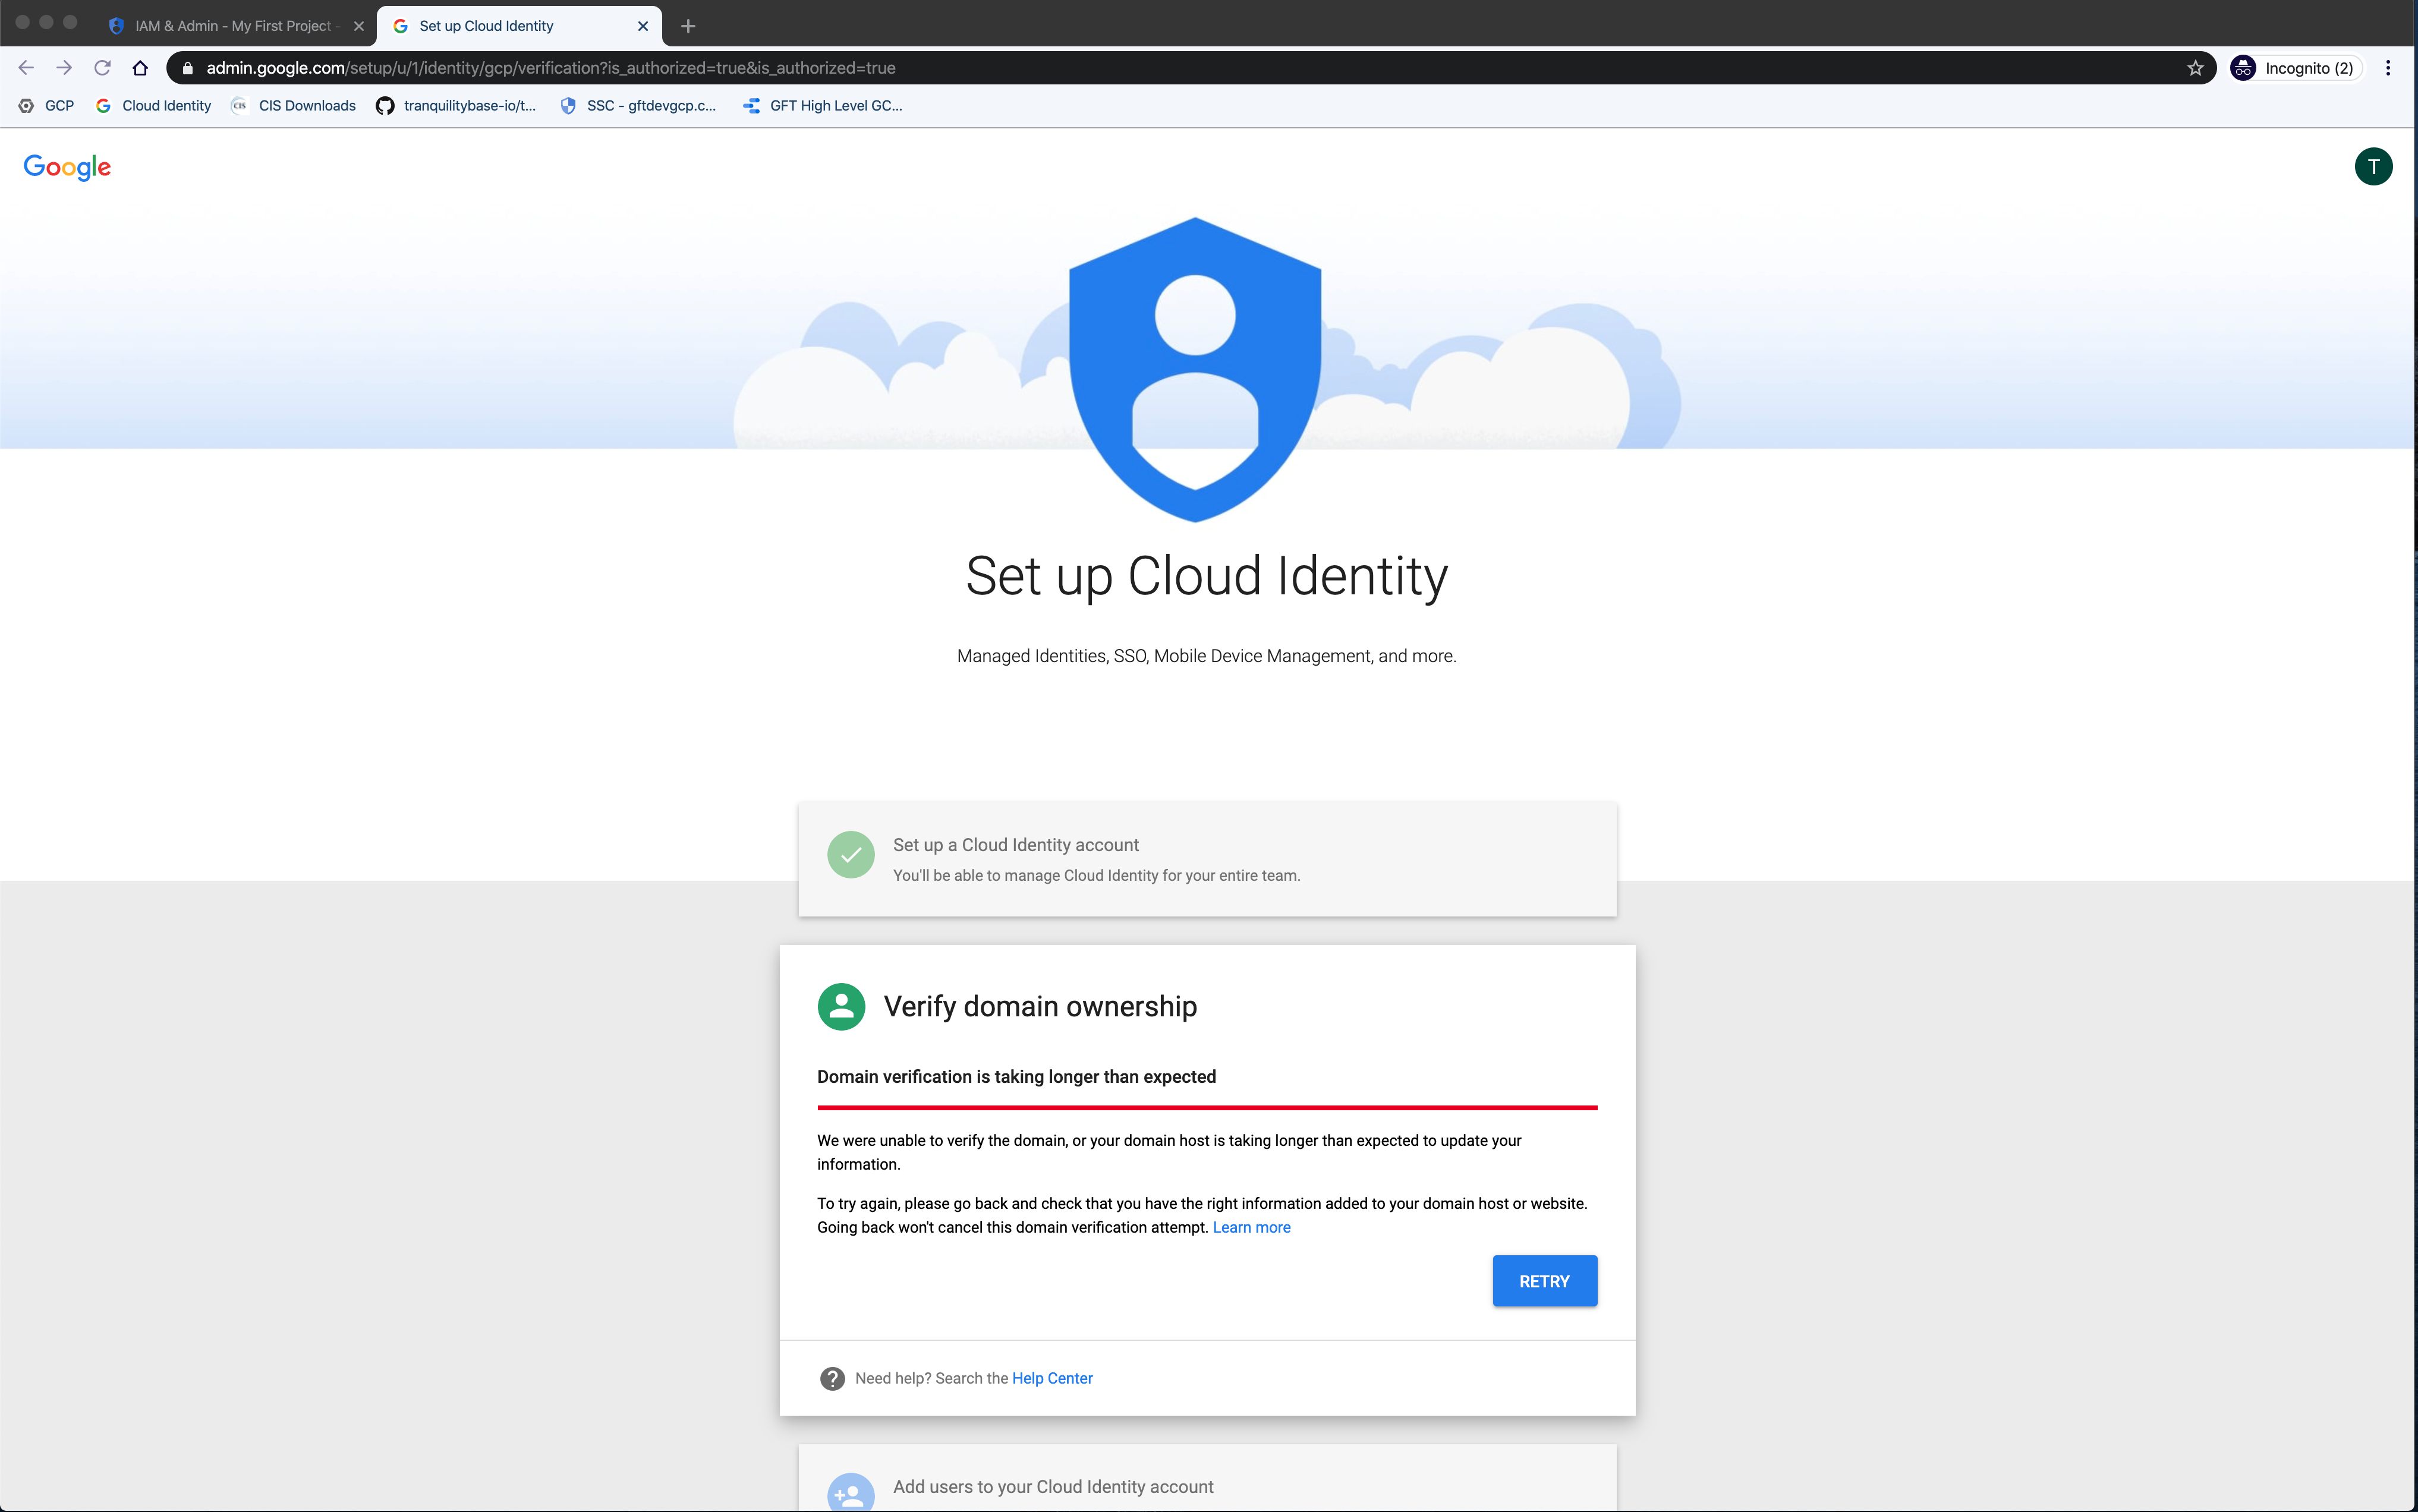 IAM & Admin - My First Project -
Set up Cloud Identity
admin.google.com/setup/u/1/identity/gcp/verification?is_authorized=true&is_authorized=true
Incognito (2)
GCP
Cloud Identity
CIS
CIS Downloads
tranquilitybase-io/t...
SSC - gftdevgcp.c...
GFT High Level GC...
Google
T
Set up Cloud Identity
Managed Identities, SSO, Mobile Device Management, and more.
Set up a Cloud Identity account
You'll be able to manage Cloud Identity for your entire team.
Verify domain ownership
Domain verification is taking longer than expected
We were unable to verify the domain, or your domain host is taking longer than expected to update your
information.
To try again, please go back and check that you have the right information added to your domain host or website.
Going back won't cancel this domain verification attempt. Learn more
RETRY
Need help? Search the Help Center
Add users to your Cloud Identity account